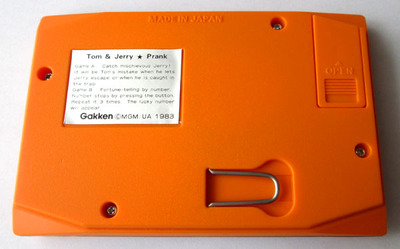 MADE IN JAPAN
OPEN
Tom & Jerry ★ Prank
Game A Catch mischievous Jerry!
It will be Tom's mistake when he lets
Jerry escape or when he is caught in
the trap.
Game B Fortune-telling by number.
Number stops by pressing the button.
Repeat it 3 times. The lucky number
will appear.
Gakken ©MGM UA 1983